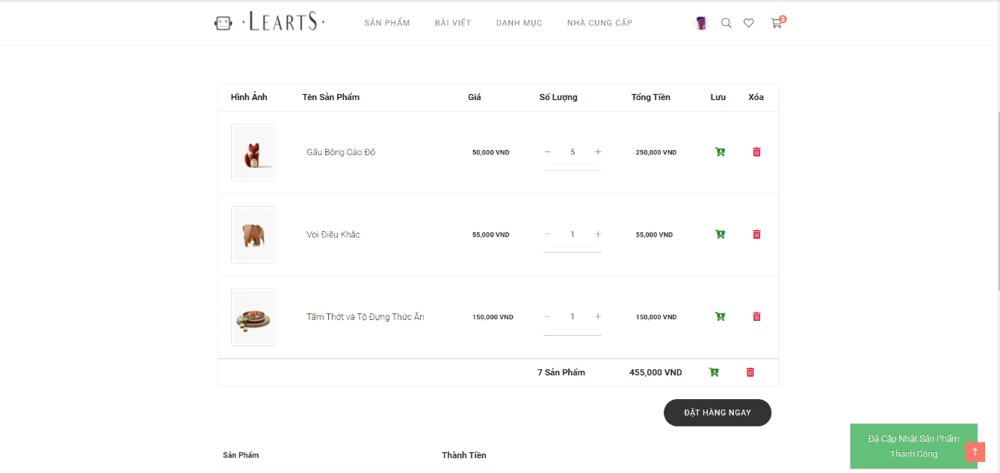 ·LEARTS·
SẢN PHẨM BÀI VIẾT DANH MỤC NHÀ CUNG CẤP
3
Hình Ảnh Tên Sản Phẩm Giá Số Lượng Tổng Tiền Lưu Xóa
Gấu Bông Cáo Đỏ 50,000 VND − 5 + 250,000 VND
Voi Điêu Khắc 55,000 VND − 1 + 55,000 VND
Tấm Thớt và Tộ Đựng Thức Ăn 150,000 VND − 1 + 150,000 VND
7 Sản Phẩm 455,000 VND
ĐẶT HÀNG NGAY
Đã Cập Nhật Sản Phẩm
Thành Công
Sản Phẩm Thành Tiền